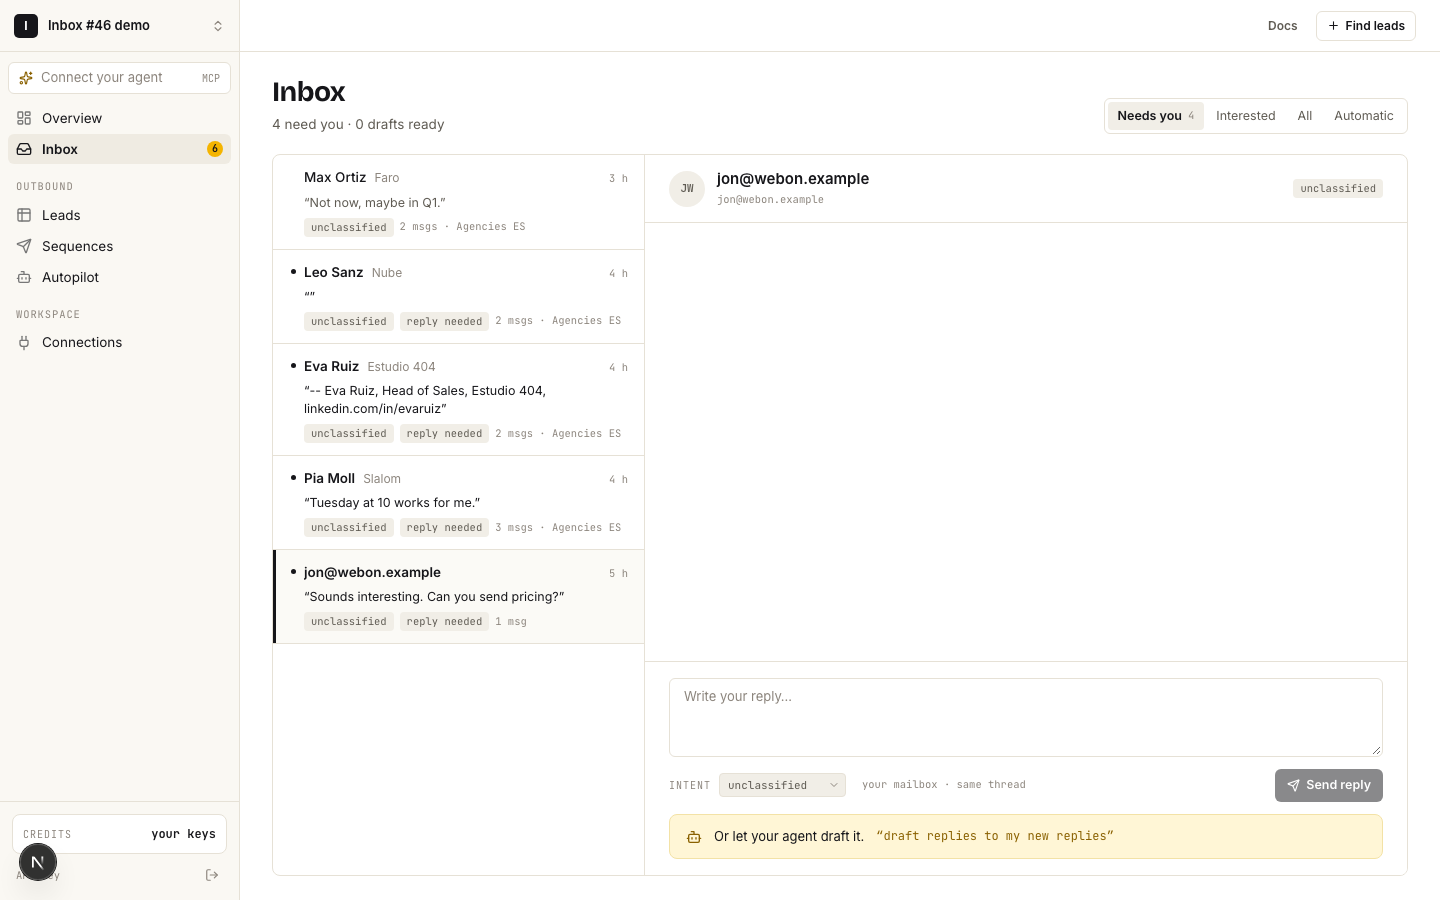 I Inbox #46 demo
Docs
Find leads
Connect your agent MCP
Overview
Inbox 6
OUTBOUND
Leads
Sequences
Autopilot
WORKSPACE
Connections
CREDITS your keys
N
Inbox
4 need you · 0 drafts ready
Needs you 4 Interested All Automatic
Max Ortiz Faro 3 h
“Not now, maybe in Q1.”
unclassified 2 msgs · Agencies ES
Leo Sanz Nube 4 h
“”
unclassified reply needed 2 msgs · Agencies ES
Eva Ruiz Estudio 404 4 h
“-- Eva Ruiz, Head of Sales, Estudio 404,
linkedin.com/in/evaruiz”
unclassified reply needed 2 msgs · Agencies ES
Pia Moll Slalom 4 h
“Tuesday at 10 works for me.”
unclassified reply needed 3 msgs · Agencies ES
jon@webon.example 5 h
“Sounds interesting. Can you send pricing?”
unclassified reply needed 1 msg
JW jon@webon.example
jon@webon.example
unclassified
Write your reply...
INTENT unclassified your mailbox · same thread Send reply
Or let your agent draft it. “draft replies to my new replies”